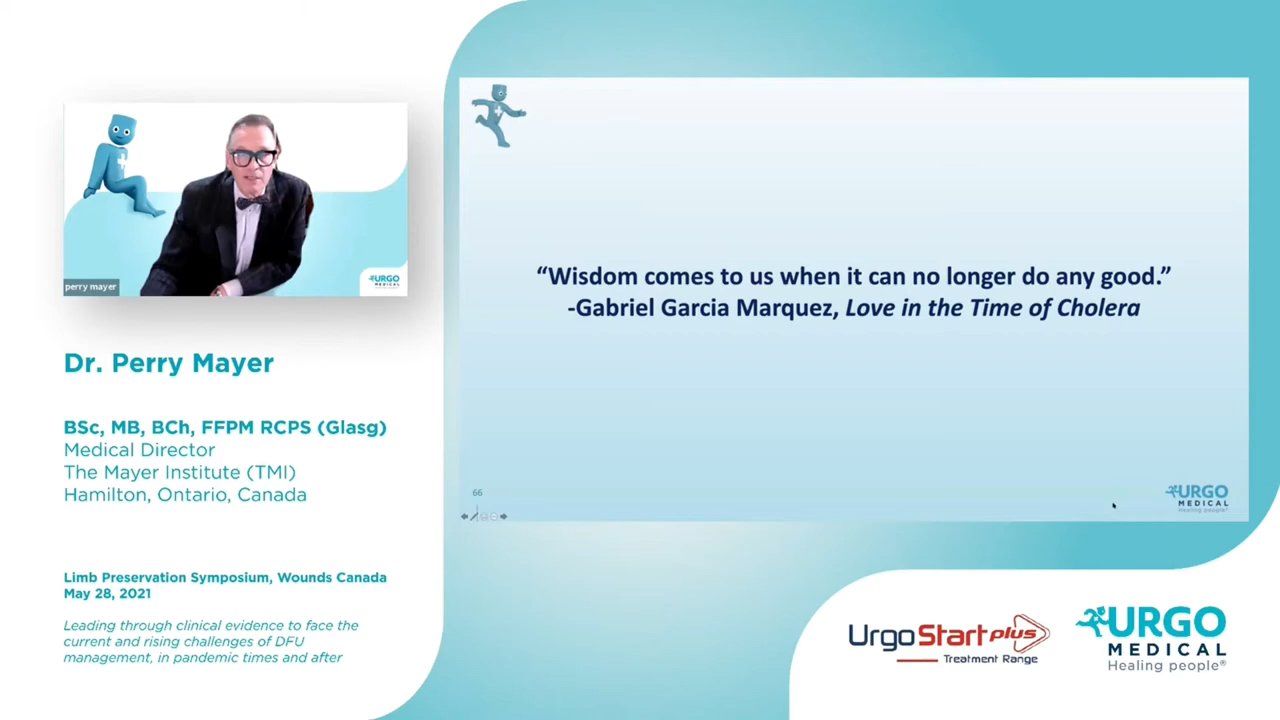 perry mayer
URGO
MEDICAL
Dr. Perry Mayer
BSc, MB, BCh, FFPM RCPS (Glasg)
Medical Director
The Mayer Institute (TMI)
Hamilton, Ontario, Canada
Limb Preservation Symposium, Wounds Canada
May 28, 2021
Leading through clinical evidence to face the
current and rising challenges of DFU
management, in pandemic times and after
“Wisdom comes to us when it can no longer do any good.”
-Gabriel Garcia Marquez, Love in the Time of Cholera
66
URGO
MEDICAL
Healing people®
UrgoStart plus
Treatment Range
URGO
MEDICAL
Healing people®